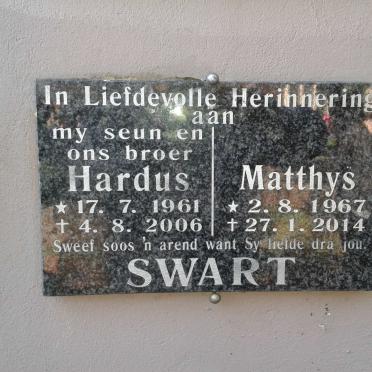 In Liefdevolle Herinnering
aan
my seun en
ons broer
Hardus
★ 17. 7. 1961
† 4. 8. 2006
Matthys
★ 2. 8. 1967
† 27. 1. 2014
Sweef soos 'n arend want Sy liefde dra jou.
SWART